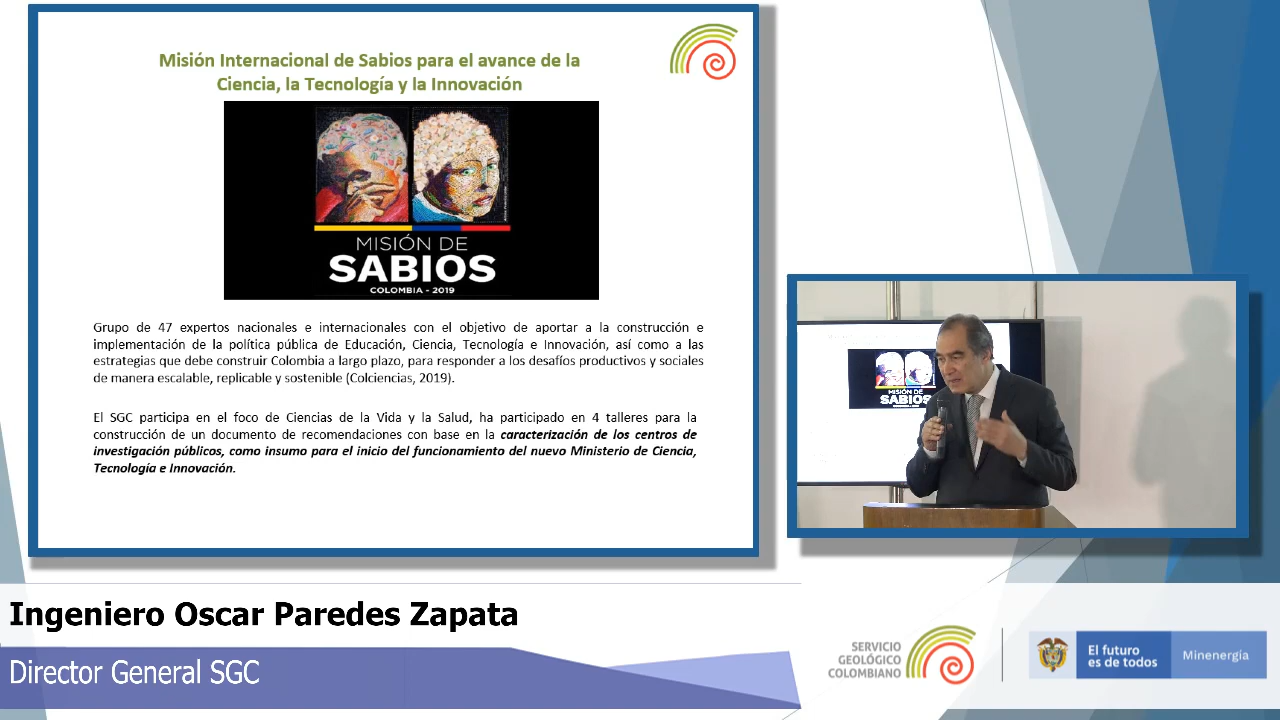 Misión Internacional de Sabios para el avance de la
Ciencia, la Tecnología y la Innovación
MISIÓN DE
SABIOS
COLOMBIA - 2019
Grupo de 47 expertos nacionales e internacionales con el objetivo de aportar a la construcción e
implementación de la política pública de Educación, Ciencia, Tecnología e Innovación, así como a las
estrategias que debe construir Colombia a largo plazo, para responder a los desafíos productivos y sociales
de manera escalable, replicable y sostenible (Colciencias, 2019).
El SGC participa en el foco de Ciencias de la Vida y la Salud, ha participado en 4 talleres para la
construcción de un documento de recomendaciones con base en la caracterización de los centros de
investigación públicos, como insumo para el inicio del funcionamiento del nuevo Ministerio de Ciencia,
Tecnología e Innovación.
MISIÓN DE
SABIOS
Ingeniero Oscar Paredes Zapata
Director General SGC
SERVICIO
GEOLÓGICO
COLOMBIANO
El futuro
es de todos
Minenergía